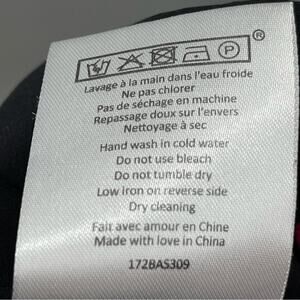 ®
P
Lavage à la main dans l'eau froide
Ne pas chlorer
Pas de séchage en machine
Repassage doux sur l'envers
Nettoyage à sec
Hand wash in cold water
Do not use bleach
Do not tumble dry
Low iron on reverse side
Dry cleaning
Fait avec amour en Chine
Made with love in China
172BAS309